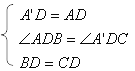 A'D = AD
∠ADB = ∠A'DC
BD = CD